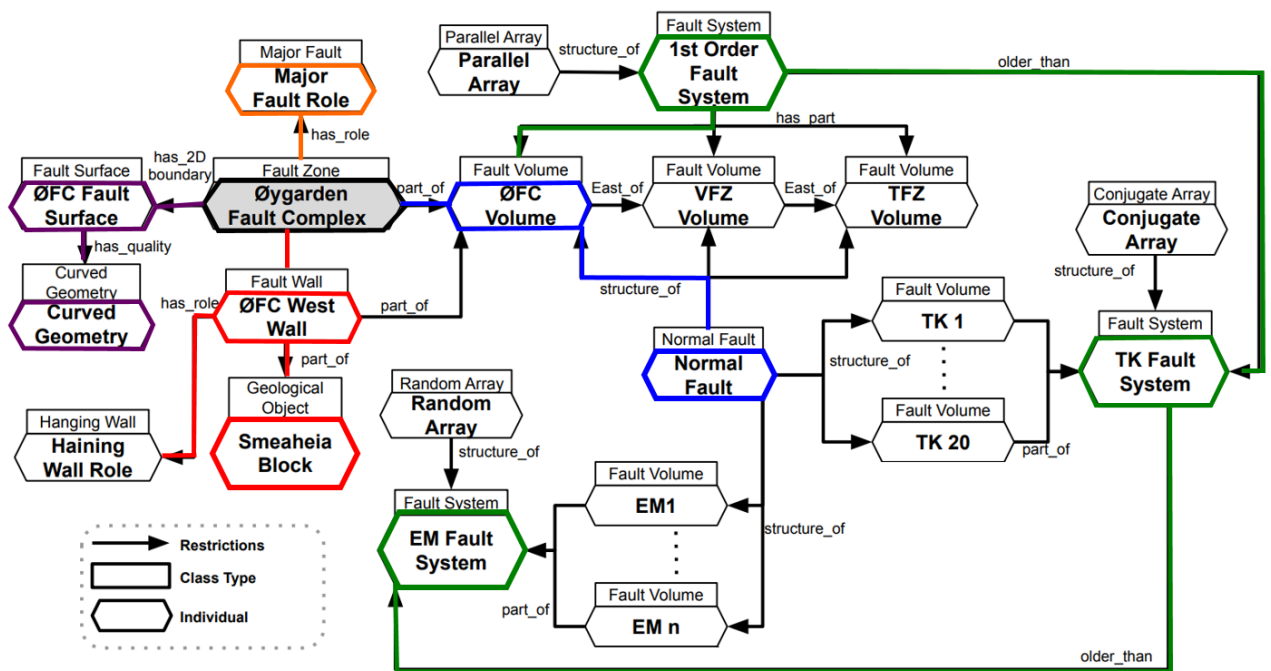 Fault System
1st Order
Fault
System
Parallel Array
Parallel
Array
structure_of
older_than
Major Fault
Major
Fault Role
has_role
has_part
Fault Surface
ØFC Fault
Surface
has_2D
boundary
Fault Zone
Øygarden
Fault Complex
part_of
Fault Volume
ØFC
Volume
East_of
Fault Volume
VFZ
Volume
East_of
Fault Volume
TFZ
Volume
Conjugate Array
Conjugate
Array
structure_of
has_quality
Curved
Geometry
Curved
Geometry
has_role
Fault Wall
ØFC West
Wall
part_of
structure_of
part_of
Fault Volume
TK 1
Fault System
TK Fault
System
Normal Fault
Normal
Fault
structure_of
Fault Volume
TK 20
part_of
Geological
Object
Smeaheia
Block
Random Array
Random
Array
structure_of
Hanging Wall
Haining
Wall Role
Fault System
EM Fault
System
Fault Volume
EM1
structure_of
Fault Volume
EM n
part_of
Restrictions
Class Type
Individual
older_than